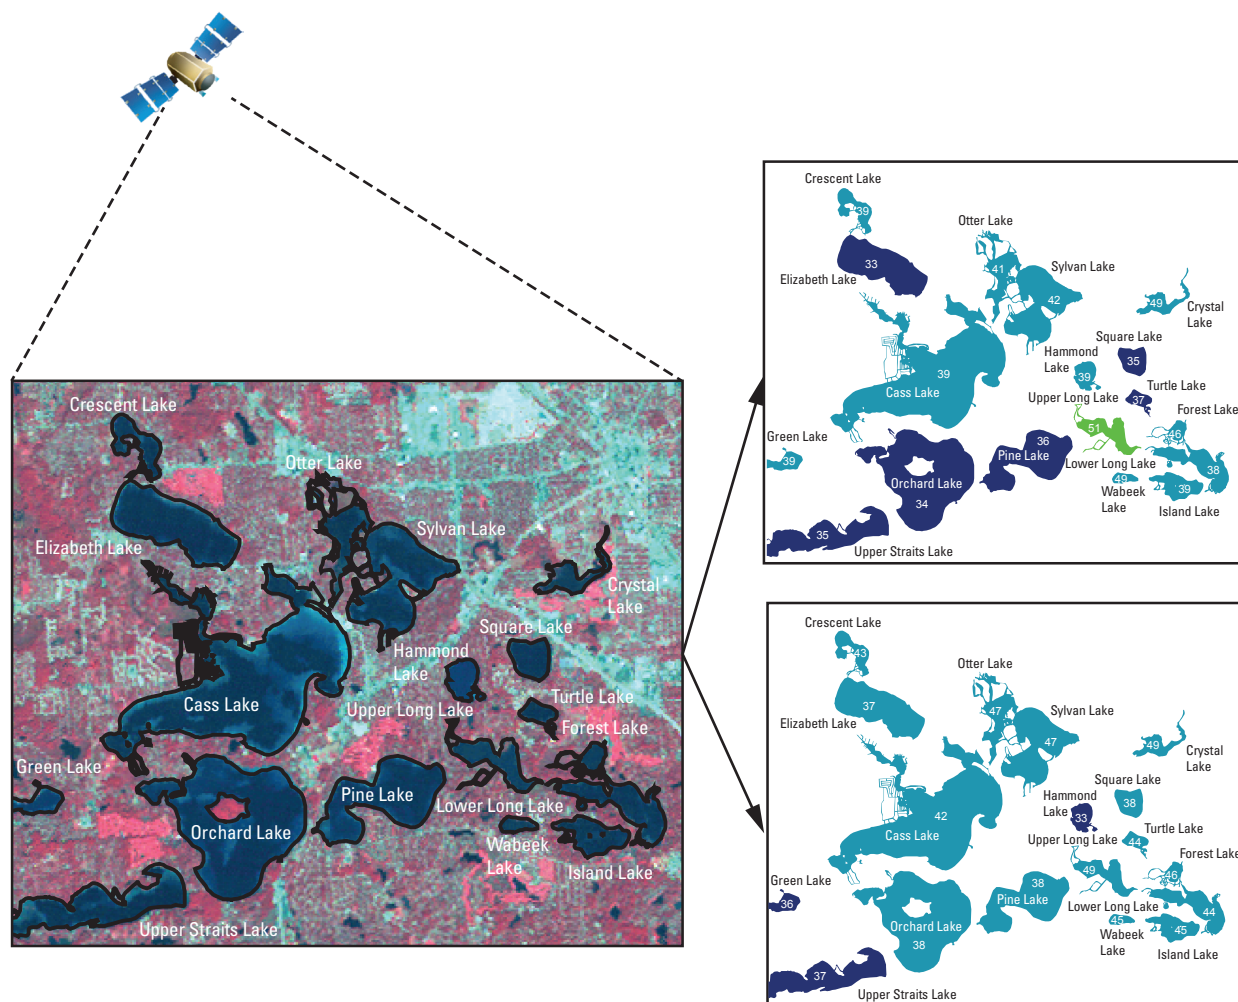 Crescent Lake
Otter Lake
Elizabeth Lake
Sylvan Lake
Crystal
Lake
Square Lake
Hammond
Lake
Cass Lake
Upper Long Lake
Turtle Lake
Forest Lake
Green Lake
Pine Lake
Lower Long Lake
Orchard Lake
Wabeek
Lake
Island Lake
Upper Straits Lake
Crescent Lake
39
Otter Lake
33
41
Sylvan Lake
Elizabeth Lake
42
49
Crystal
Lake
Square Lake
35
Hammond
Lake
39
39
Cass Lake
Turtle Lake
37
Upper Long Lake
Forest Lake
51
46
Green Lake
39
36
Pine Lake
Lower Long Lake
38
Orchard Lake
34
49
Wabeek
Lake
39
Island Lake
35
Upper Straits Lake
Crescent Lake
43
Otter Lake
37
47
Sylvan Lake
Elizabeth Lake
47
49
Crystal
Lake
Square Lake
38
Hammond
Lake
33
42
Cass Lake
Turtle Lake
44
Upper Long Lake
Forest Lake
49
46
Green Lake
36
38
Pine Lake
Lower Long Lake
44
Orchard Lake
38
45
Wabeek
Lake
45
Island Lake
37
Upper Straits Lake